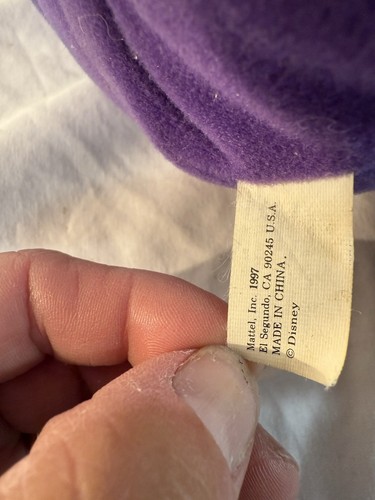 Mattel, Inc. 1997
El Segundo, CA 90245 U.S.A.
MADE IN CHINA.
© Disney